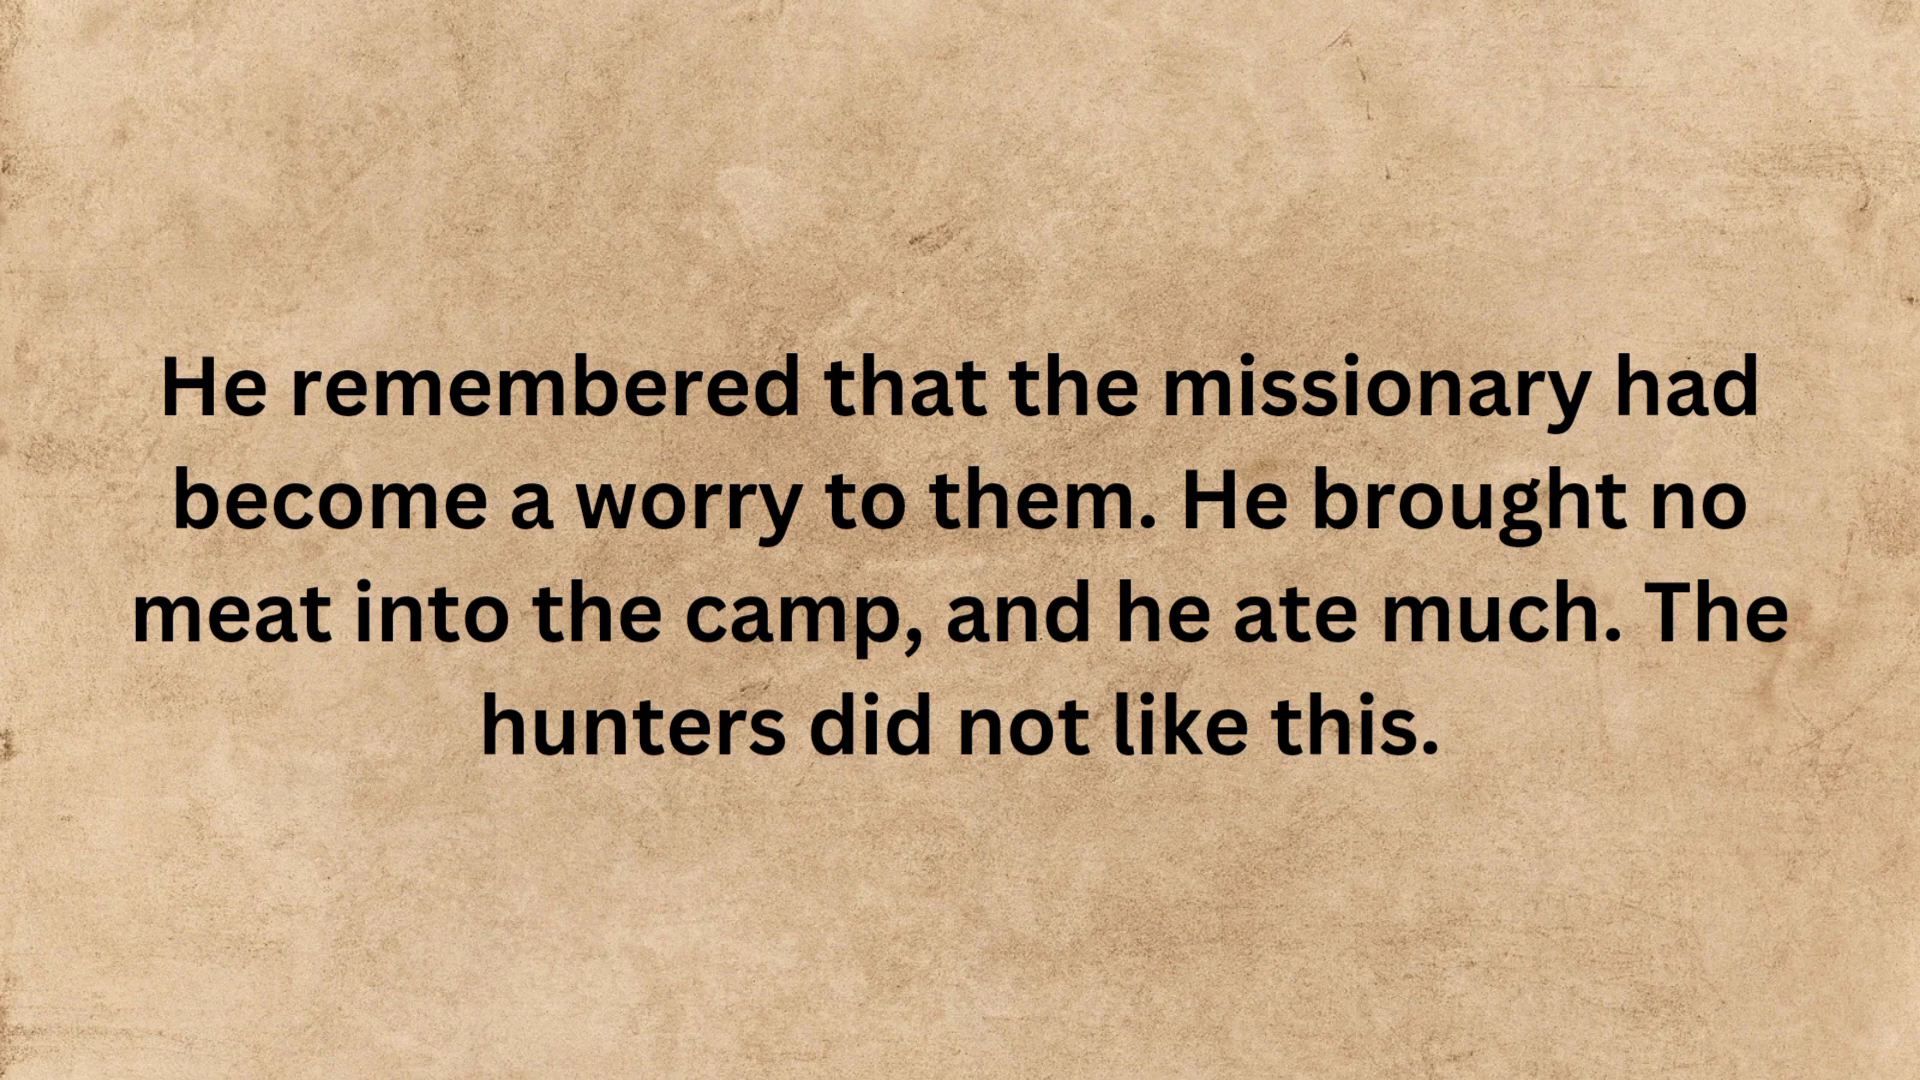 He remembered that the missionary had
become a worry to them. He brought no
meat into the camp, and he ate much. The
hunters did not like this.